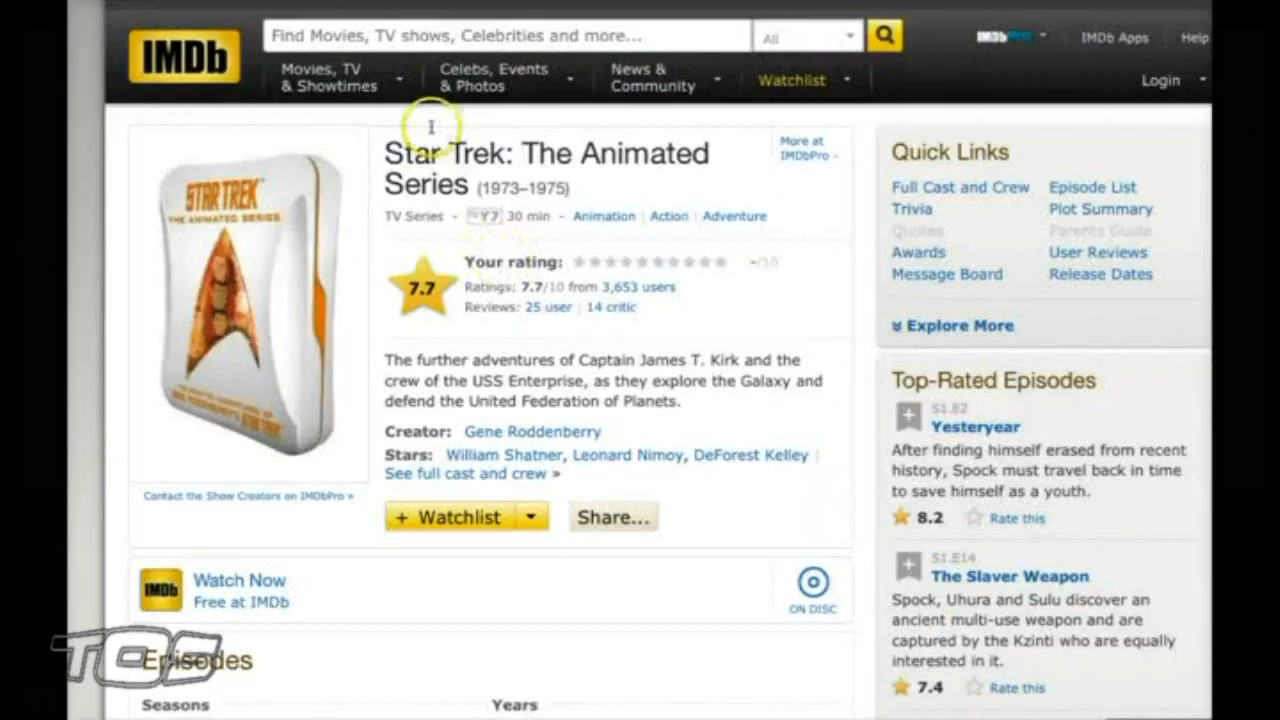 IMDb
Find Movies, TV shows, Celebrities and more...
All
IMDbPro
IMDb Apps
Help
Movies, TV
& Showtimes
Celebs, Events
& Photos
News &
Community
Watchlist
Login
STAR TREK
THE ANIMATED SERIES
Star Trek: The Animated
Series (1973–1975)
More at
IMDbPro »
TV Series - TV-Y7 30 min - Animation | Action | Adventure
7.7
Your rating: -/10
Ratings: 7.7/10 from 3,653 users
Reviews: 25 user | 14 critic
The further adventures of Captain James T. Kirk and the
crew of the USS Enterprise, as they explore the Galaxy and
defend the United Federation of Planets.
Creator: Gene Roddenberry
Stars: William Shatner, Leonard Nimoy, DeForest Kelley |
See full cast and crew »
Contact the Show Creators on IMDbPro »
+ Watchlist
Share...
IMDb
Watch Now
Free at IMDb
ON DISC
TOS
Episodes
Seasons
Years
Quick Links
Full Cast and Crew
Episode List
Trivia
Plot Summary
Quotes
Parents Guide
Awards
User Reviews
Message Board
Release Dates
Explore More
Top-Rated Episodes
S1.E2
Yesteryear
After finding himself erased from recent
history, Spock must travel back in time
to save himself as a youth.
8.2 Rate this
S1.E14
The Slaver Weapon
Spock, Uhura and Sulu discover an
ancient multi-use weapon and are
captured by the Kzinti who are equally
interested in it.
7.4 Rate this